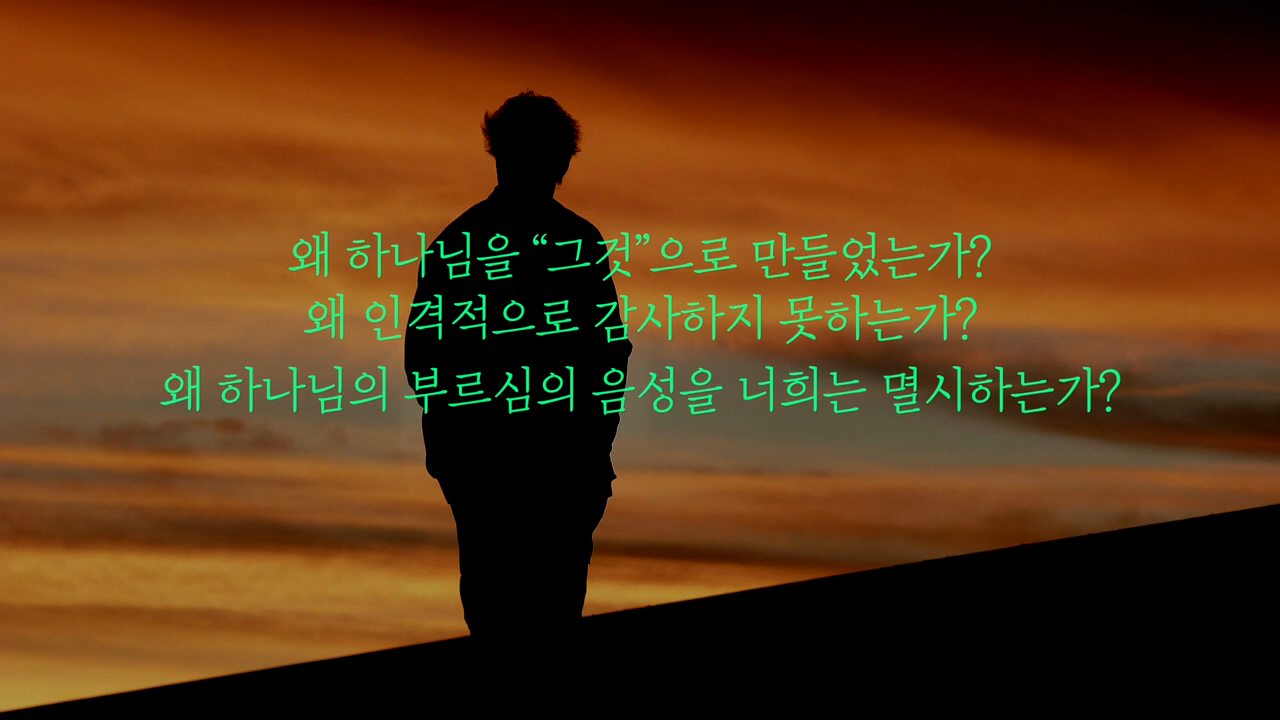 왜 하나님을 “그것”으로 만들었는가?
왜 인격적으로 감사하지 못하는가?
왜 하나님의 부르심의 음성을 너희는 멸시하는가?